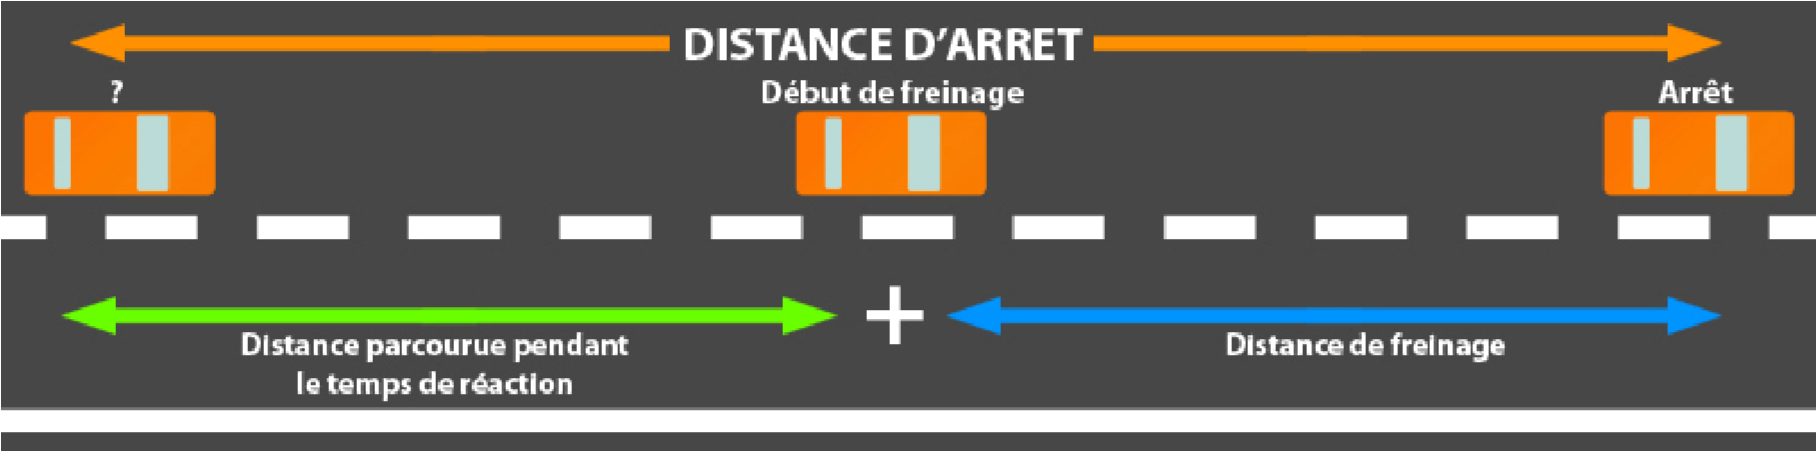 DISTANCE D'ARRET
?
Début de freinage
Arrêt
+
Distance parcourue pendant
le temps de réaction
Distance de freinage